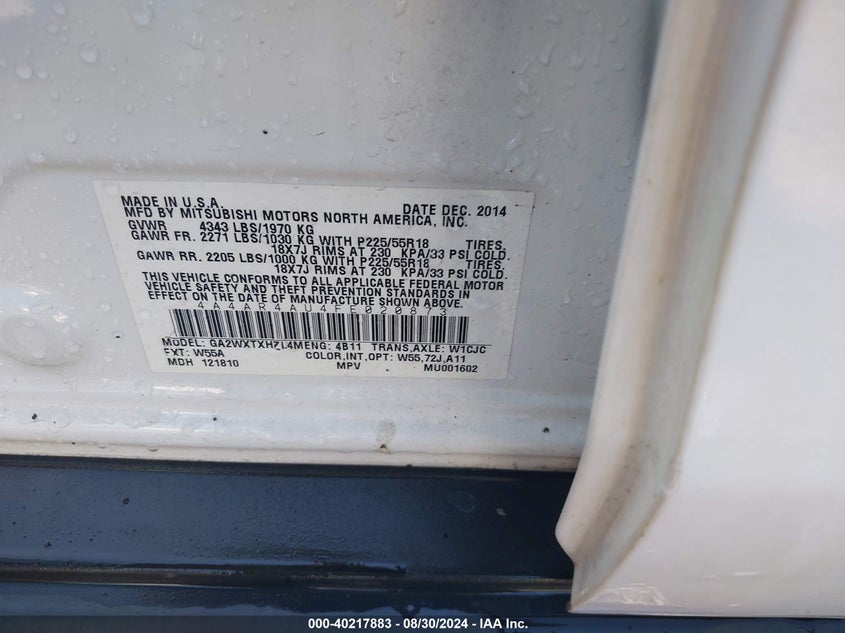 MADE IN U.S.A. DATE DEC. 2014
MFD BY MITSUBISHI MOTORS NORTH AMERICA, INC.
GVWR 4343 LBS/1970 KG
GAWR FR. 2271 LBS/1030 KG WITH P225/55R18 TIRES.
18X7J RIMS AT 230 KPA/33 PSI COLD.
GAWR RR. 2205 LBS/1000 KG WITH P225/55R18 TIRES.
18X7J RIMS AT 230 KPA/33 PSI COLD.
THIS VEHICLE CONFORMS TO ALL APPLICABLE FEDERAL MOTOR
VEHICLE SAFETY AND THEFT PREVENTION STANDARDS IN
EFFECT ON THE DATE OF MANUFACTURE SHOWN ABOVE.
4A4AR4AU4FE020873
MODEL: GA2WXTXHZL4M ENG: 4B11 TRANS,AXLE: W1CJC
EXT: W55A COLOR,INT,OPT: W55,72J,A11
MDH 121810 MPV MU001602
000-40217883 - 08/30/2024 - IAA Inc.